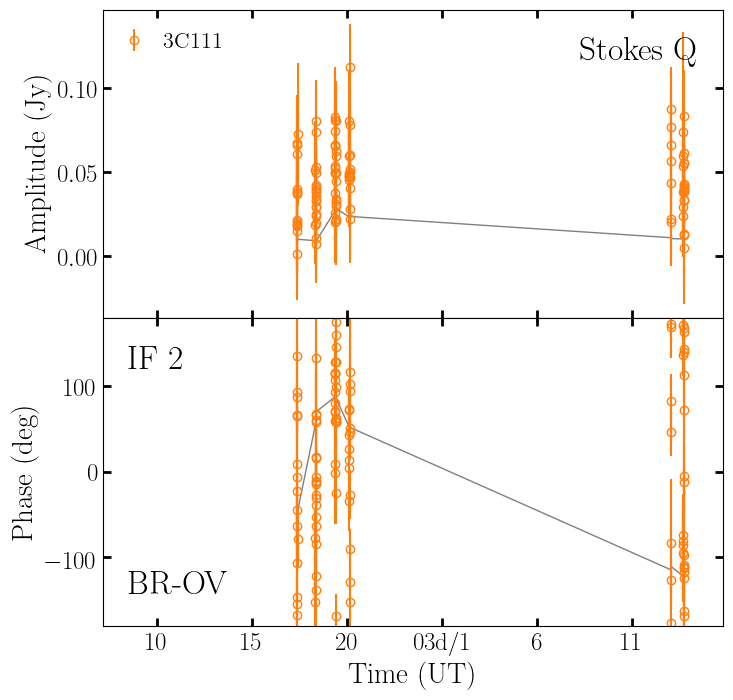 3C111
Stokes Q
Amplitude (Jy)
0.10
0.05
0.00
IF 2
BR-OV
Phase (deg)
100
0
−100
10 15 20 03d/1 6 11
Time (UT)